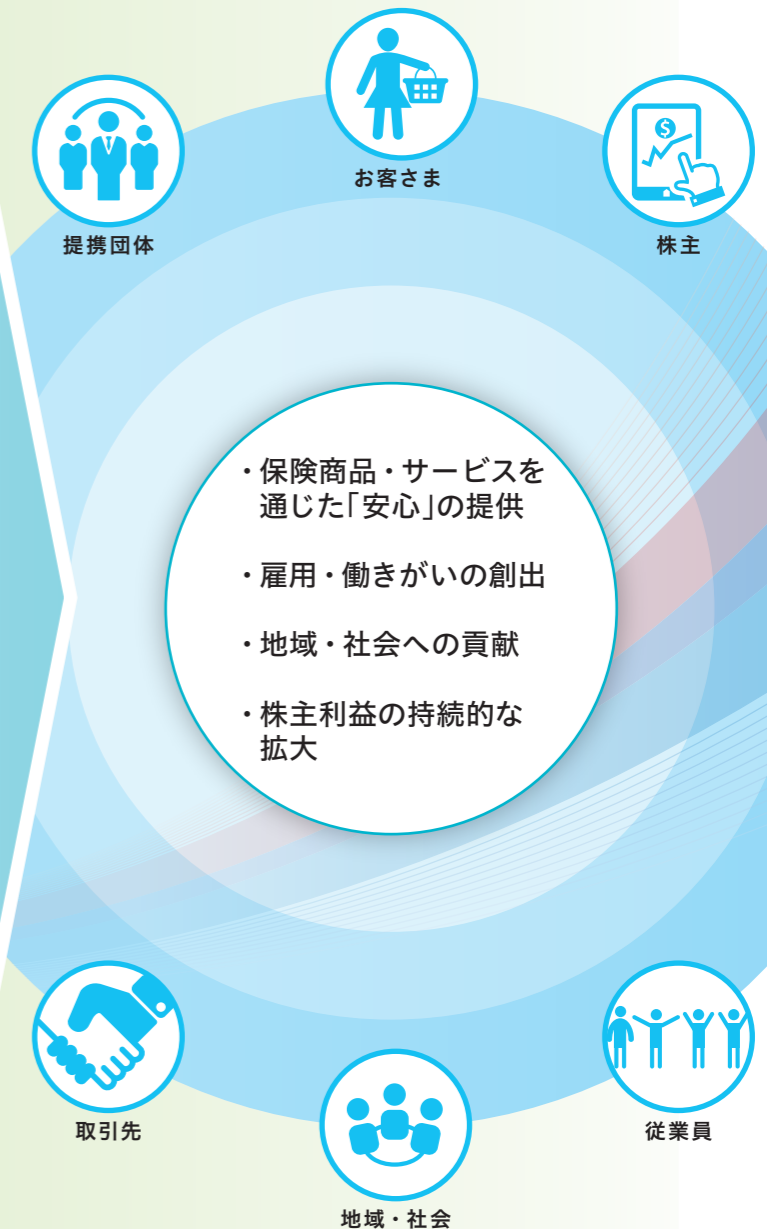 お客さま
提携団体
株主
・保険商品・サービスを
通じた「安心」の提供
・雇用・働きがいの創出
・地域・社会への貢献
・株主利益の持続的な
拡大
取引先
従業員
地域・社会